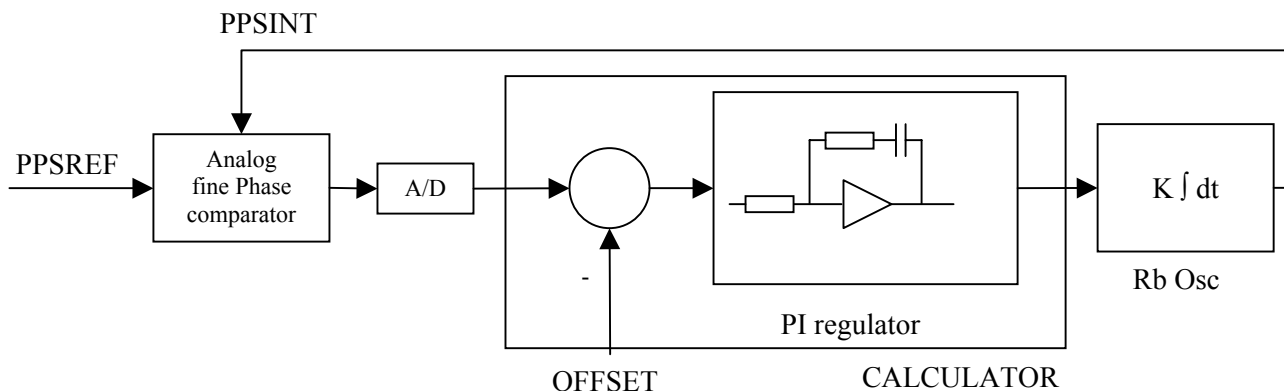 PPSINT
PPSREF
Analog
fine Phase
comparator
A/D
K ∫ dt
Rb Osc
-
PI regulator
OFFSET
CALCULATOR